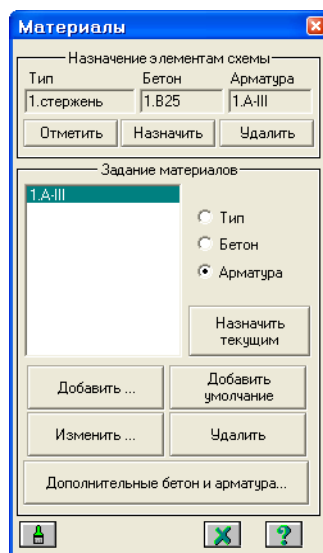 Материалы
Назначение элементам схемы
Тип Бетон Арматура
1.стержень 1.B25 1.A-III
Отметить Назначить Удалить
Задание материалов
1.A-III
Тип
Бетон
Арматура
Назначить
текущим
Добавить ... Добавить
умолчание
Изменить ... Удалить
Дополнительные бетон и арматура...
?